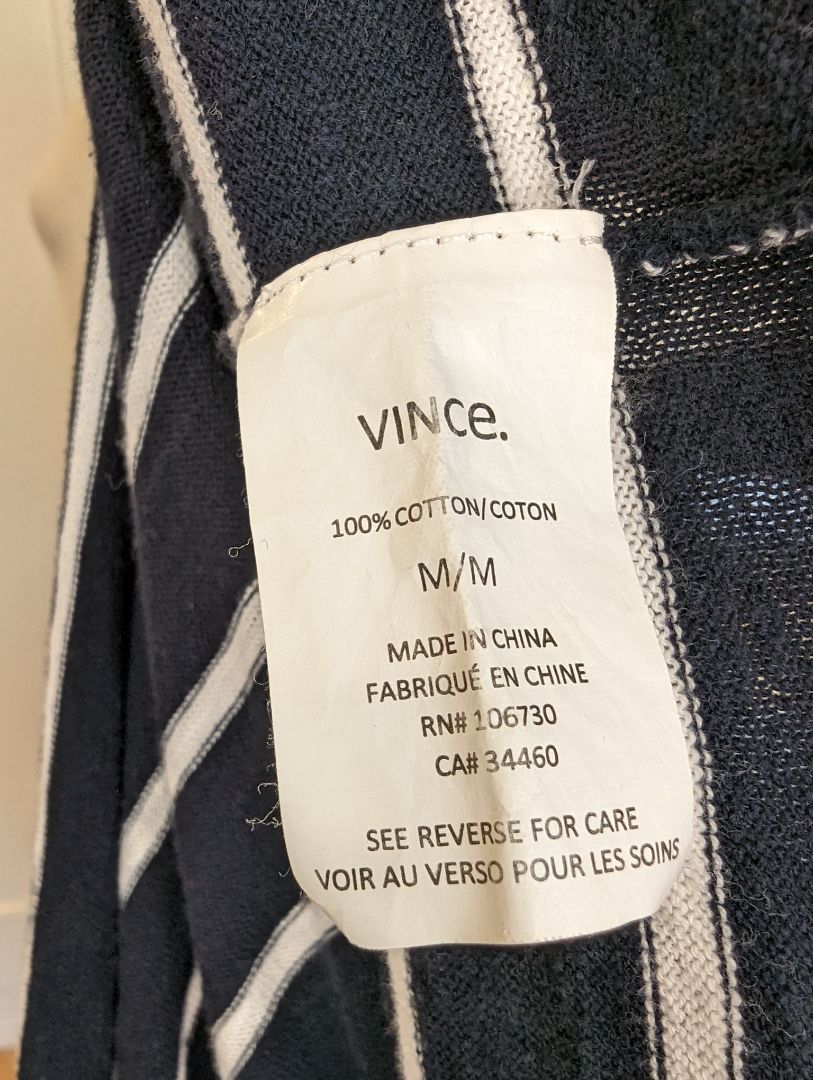 VINce.
100% COTTON/COTON
M/M
MADE IN CHINA
FABRIQUÉ EN CHINE
RN# 106730
CA# 34460
SEE REVERSE FOR CARE
VOIR AU VERSO POUR LES SOINS